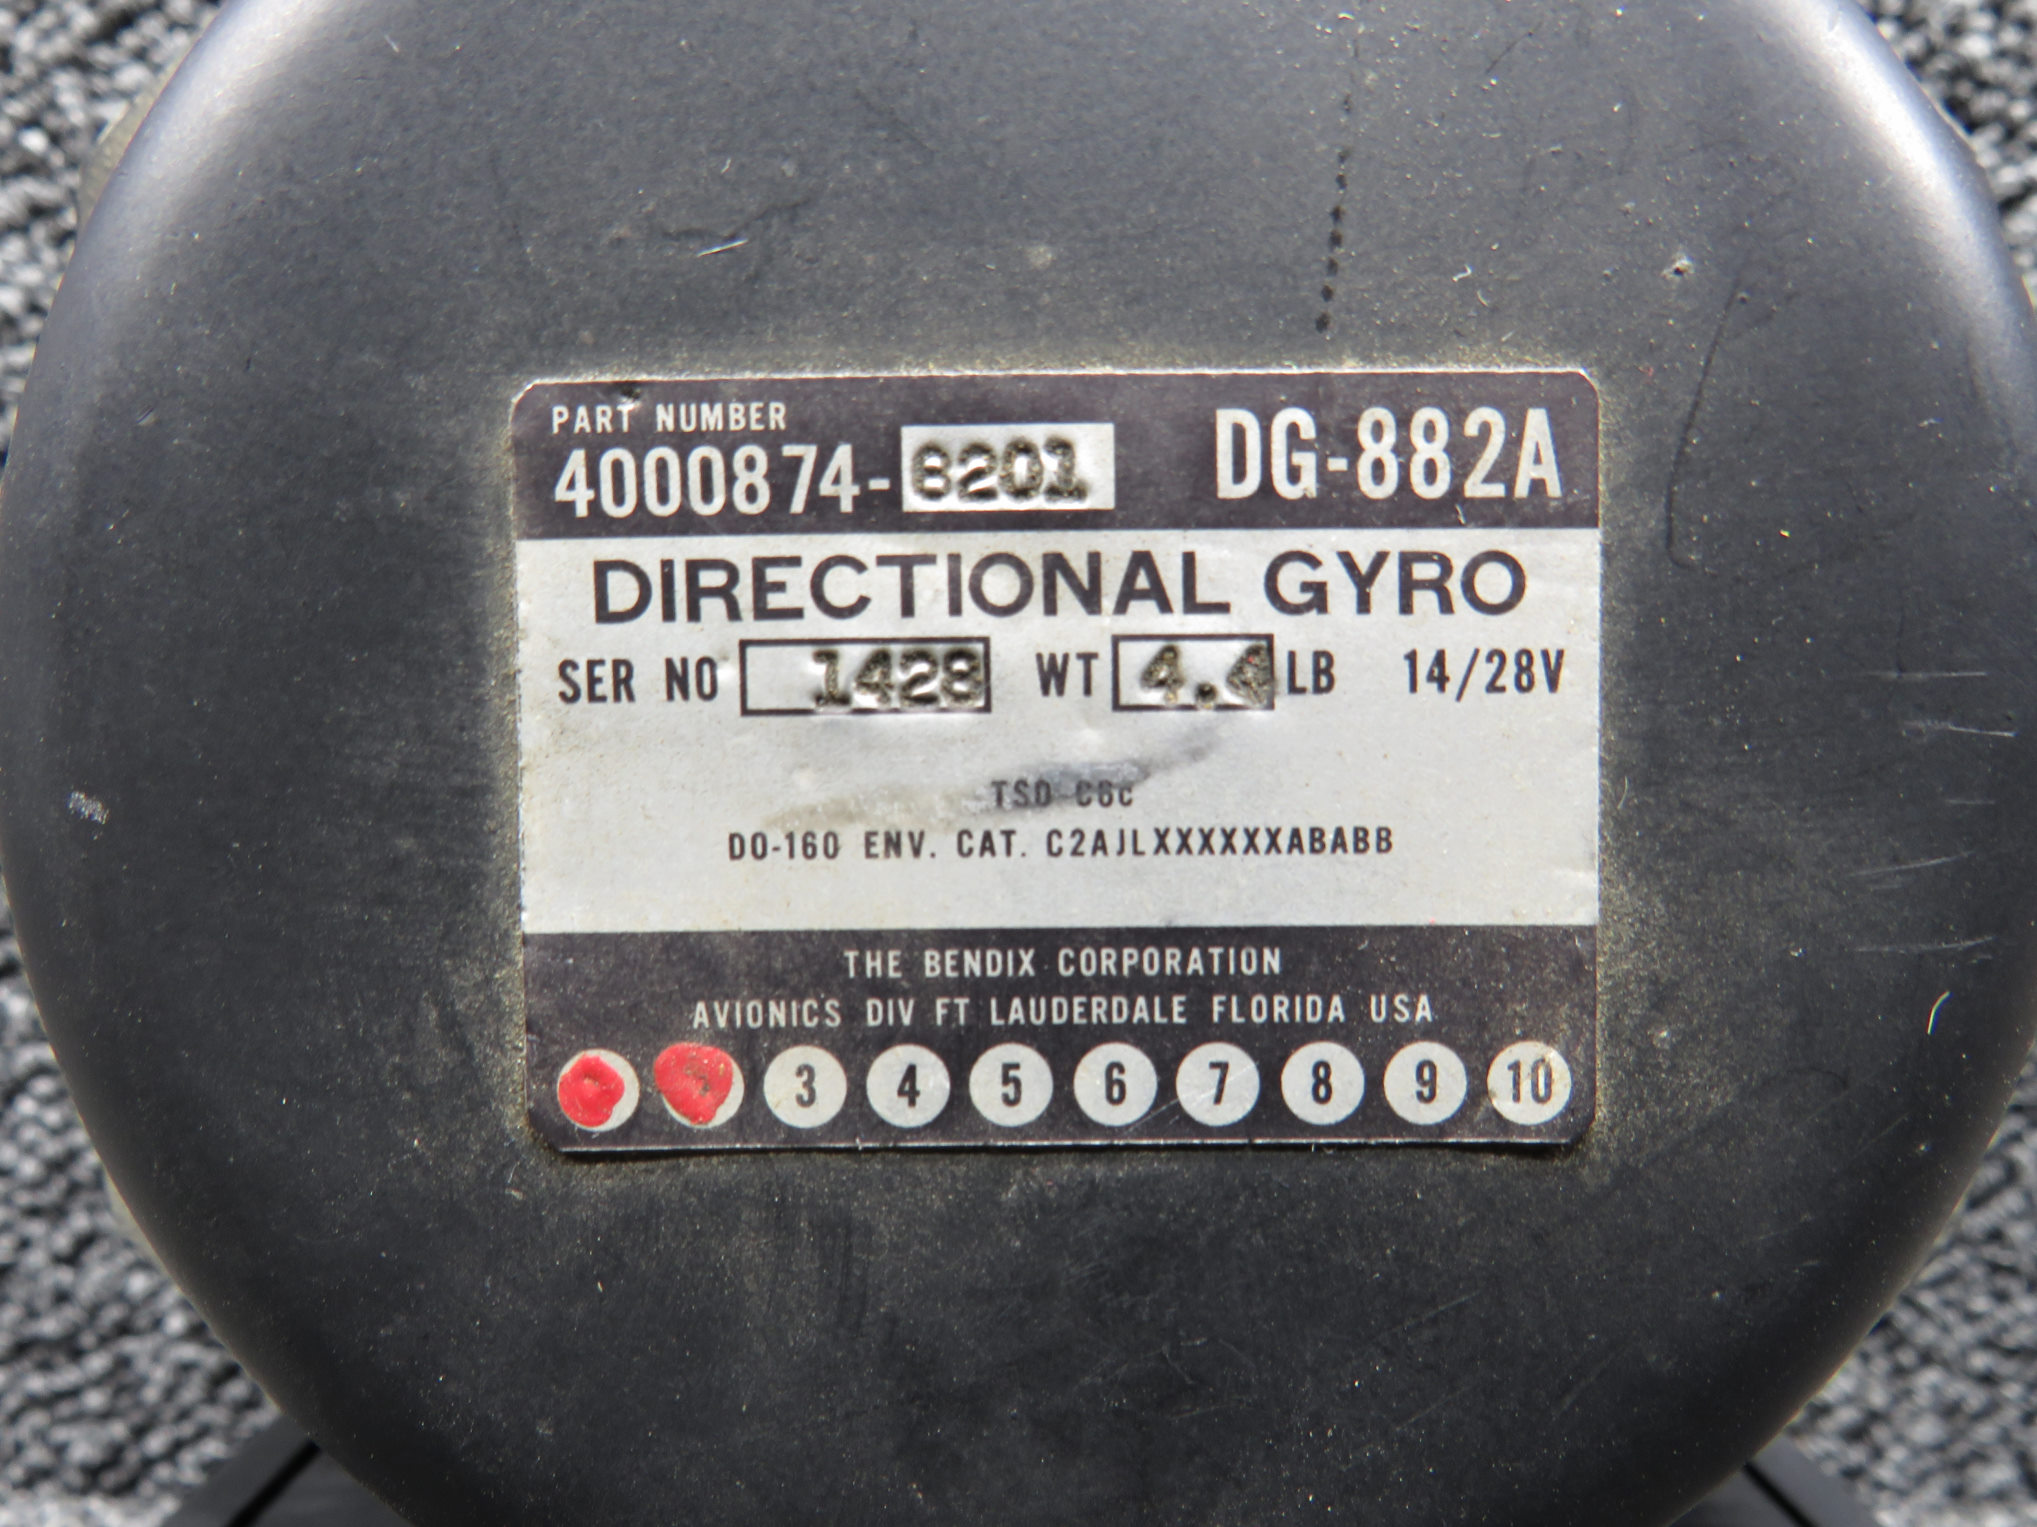 PART NUMBER
4000874-8201 DG-882A
DIRECTIONAL GYRO
SER NO 1428 WT 4.4 LB 14/28V
TSO C6c
DO-160 ENV. CAT. C2AJLXXXXXXABABB
THE BENDIX CORPORATION
AVIONICS DIV FT LAUDERDALE FLORIDA USA
3 4 5 6 7 8 9 10